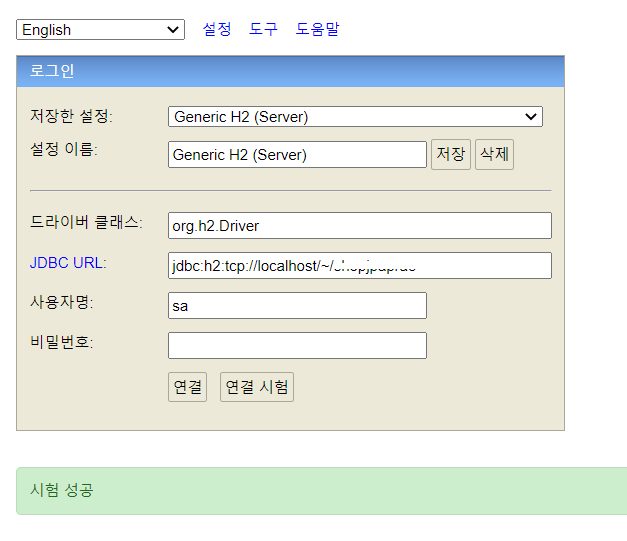 English 설정 도구 도움말
로그인
저장한 설정: Generic H2 (Server)
설정 이름: Generic H2 (Server) 저장 삭제
드라이버 클래스: org.h2.Driver
JDBC URL: jdbc:h2:tcp://localhost/~/
사용자명: sa
비밀번호:
연결 연결 시험
시험 성공